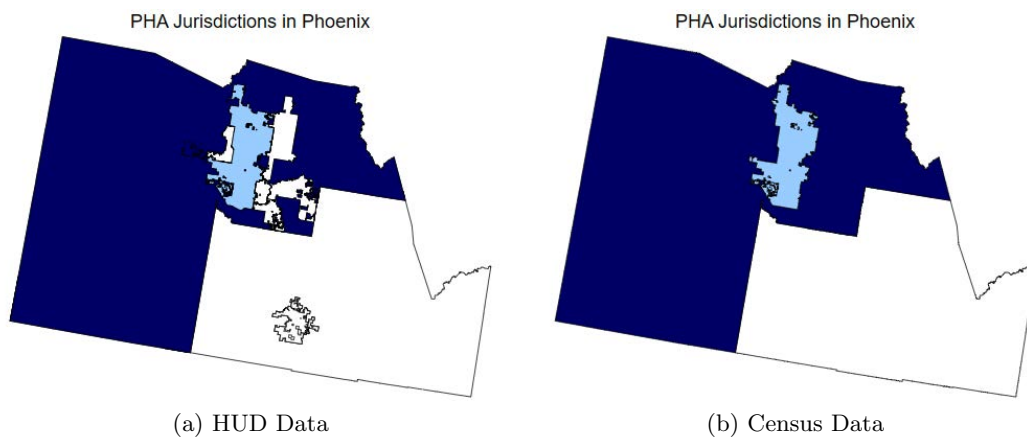 PHA Jurisdictions in Phoenix
PHA Jurisdictions in Phoenix
(a) HUD Data
(b) Census Data